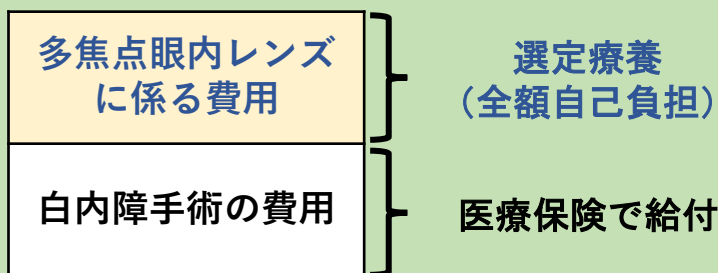 多焦点眼内レンズ
に係る費用
選定療養
（全額自己負担）
白内障手術の費用
医療保険で給付